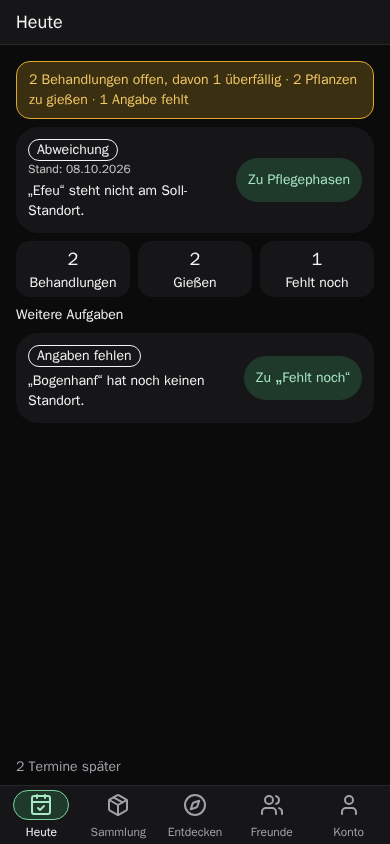 Heute
2 Behandlungen offen, davon 1 überfällig · 2 Pflanzen
zu gießen · 1 Angabe fehlt
Abweichung
Stand: 08.10.2026
„Efeu“ steht nicht am Soll-
Standort.
Zu Pflegephasen
2
Behandlungen
2
Gießen
1
Fehlt noch
Weitere Aufgaben
Angaben fehlen
„Bogenhanf“ hat noch keinen
Standort.
Zu „Fehlt noch“
2 Termine später
Heute
Sammlung
Entdecken
Freunde
Konto